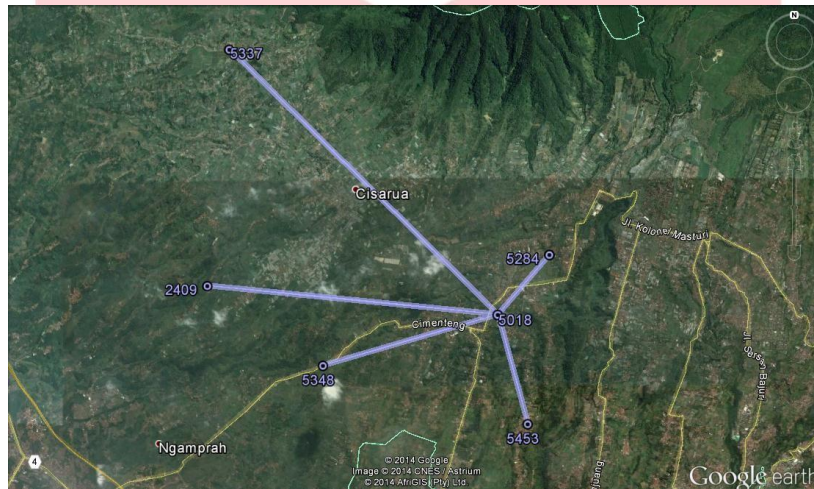 N
5337
Cisarua
Jl. Kolonel Masturi
5284
2409
5018
Cimenteng
Jl. Sersan Bajuri
5348
5453
Ngamprah
4
© 2014 Google
Image © 2014 CNES / Astrium
© 2014 AfriGIS (Pty) Ltd.
Google earth